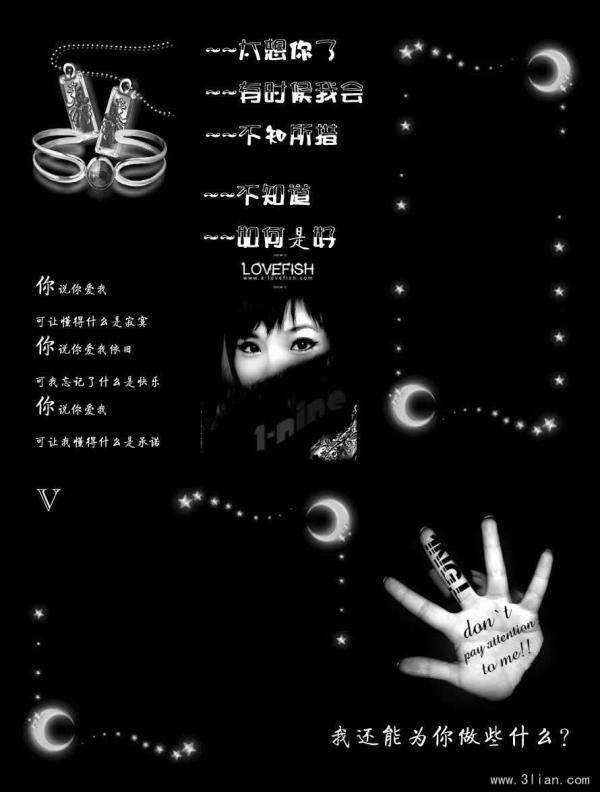 ~~太想你了
~~有时候我会
~~不知所措
~~不知道
~~如何是好
LOVEFISH
www.a-lovefish.com
你说你爱我
可让懂得什么是寂寞
你说你爱我依旧
可我忘记了什么是快乐
你说你爱我
可让我懂得什么是承诺
1-nine
V
don't
pay attention
to me!!
我还能为你做些什么?
www.3lian.com